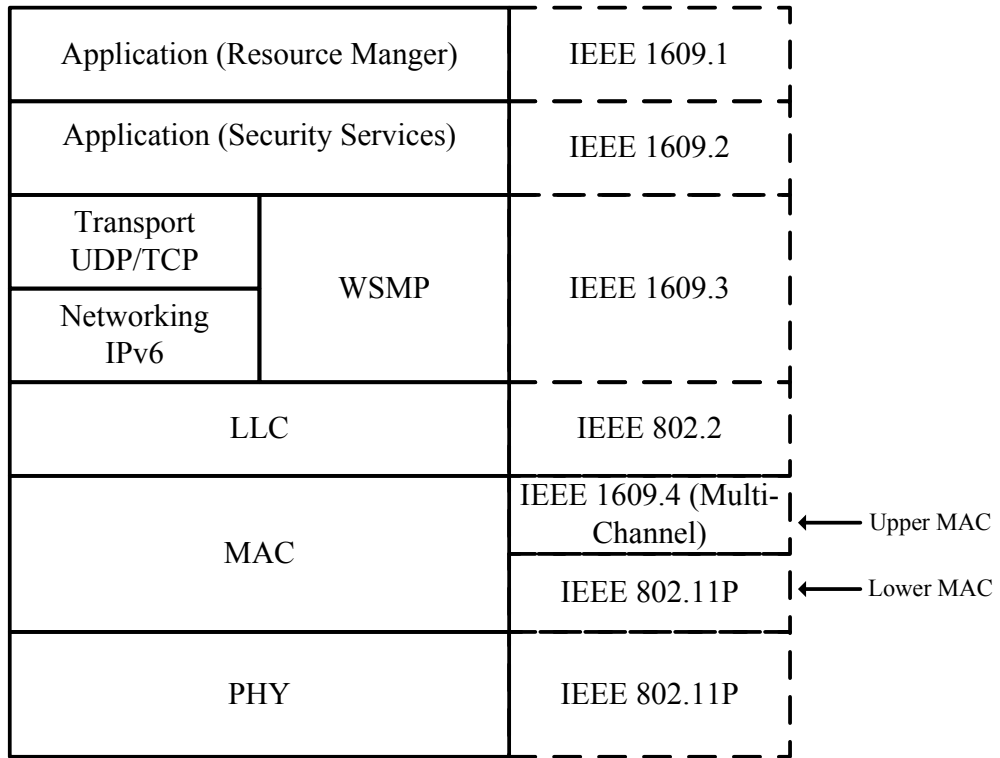 Application (Resource Manger)
IEEE 1609.1
Application (Security Services)
IEEE 1609.2
Transport
UDP/TCP
WSMP
IEEE 1609.3
Networking
IPv6
LLC
IEEE 802.2
MAC
IEEE 1609.4 (Multi-
Channel)
Upper MAC
IEEE 802.11P
Lower MAC
PHY
IEEE 802.11P